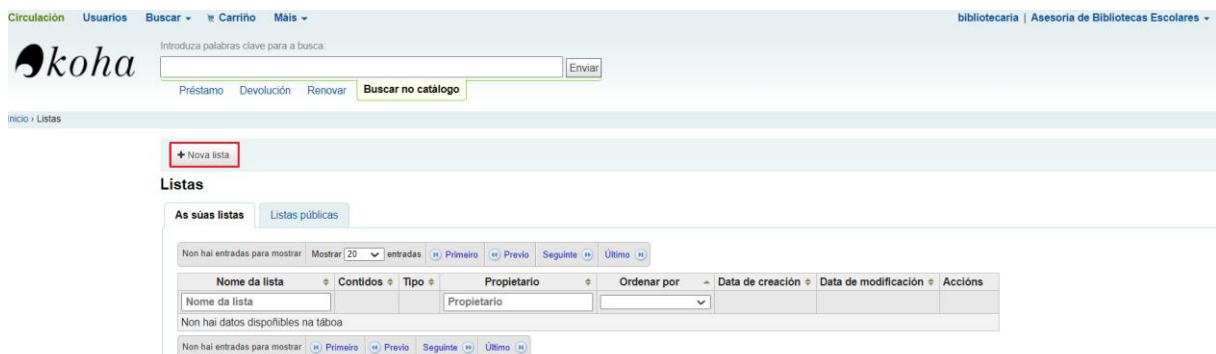 Circulación Usuarios Buscar Carriño Máis bibliotecaria | Asesoria de Bibliotecas Escolares
koha
Introduza palabras clave para a busca:
Enviar
Préstamo Devolución Renovar Buscar no catálogo
Inicio › Listas
+ Nova lista
Listas
As súas listas Listas públicas
Non hai entradas para mostrar Mostrar 20 entradas Primeiro Previo Seguinte Último
Nome da lista Contidos Tipo Propietario Ordenar por Data de creación Data de modificación Accións
Nome da lista Propietario
Non hai datos dispoñibles na táboa
Non hai entradas para mostrar Primeiro Previo Seguinte Último